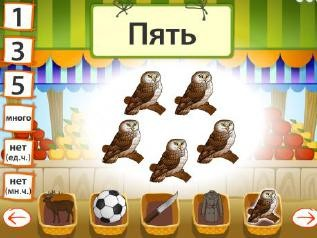 Пять
1
3
5
много
нет
(ед.ч.)
нет
(мн.ч.)